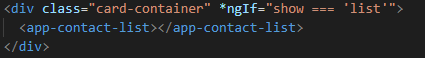 <div class="card-container" *ngIf="show === 'list'">
<app-contact-list></app-contact-list>
</div>